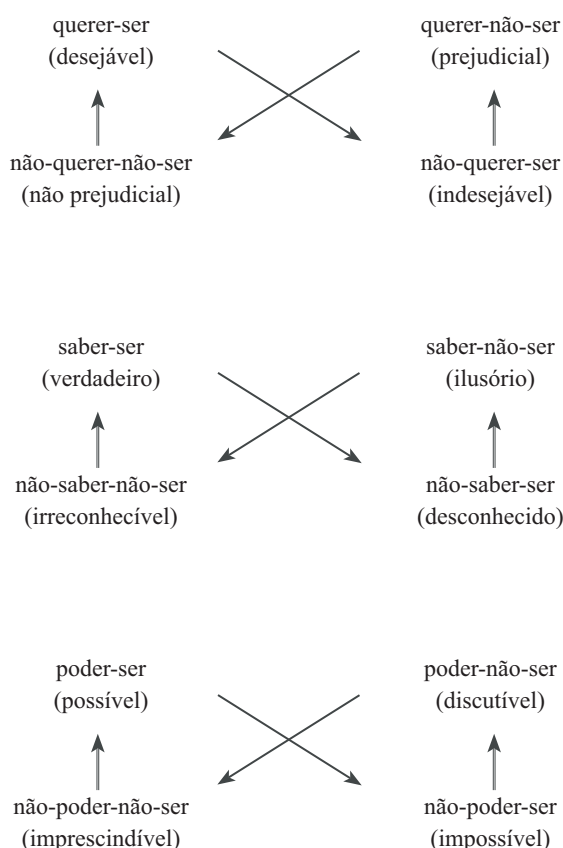 querer-ser
(desejável)
querer-não-ser
(prejudicial)
não-querer-não-ser
(não prejudicial)
não-querer-ser
(indesejável)
saber-ser
(verdadeiro)
saber-não-ser
(ilusório)
não-saber-não-ser
(irreconhecível)
não-saber-ser
(desconhecido)
poder-ser
(possível)
poder-não-ser
(discutível)
não-poder-não-ser
(imprescindível)
não-poder-ser
(impossível)